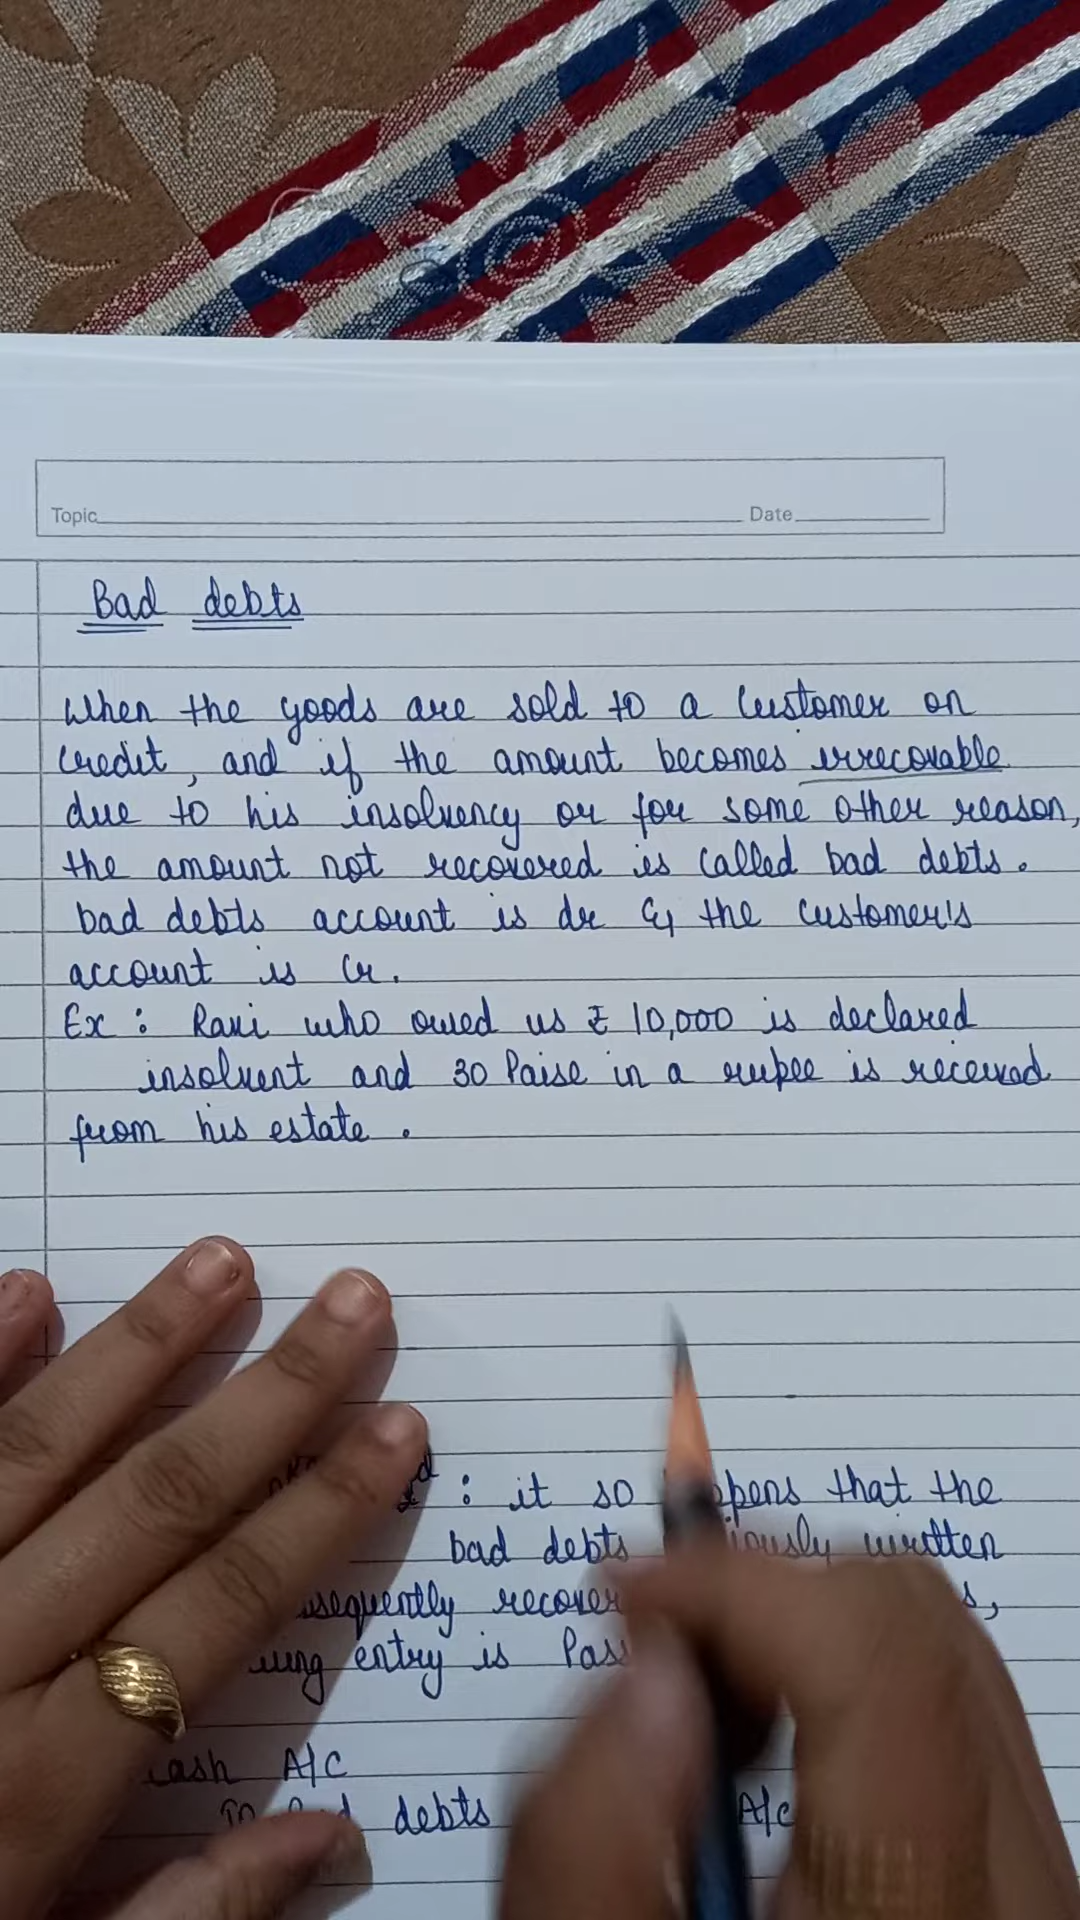 Topic Date
Bad debts
When the goods are sold to a customer on
credit, and if the amount becomes irrecovable
due to his insolvency or for some other reason,
the amount not recovered is called bad debts.
bad debts account is dr & the customer's
account is Cr.
Ex: Ravi who owed us ₹ 10,000 is declared
insolvent and 30 Paise in a rupee is received
from his estate.
: it so that the
bad debts written
entry is
A/C
debts A/c